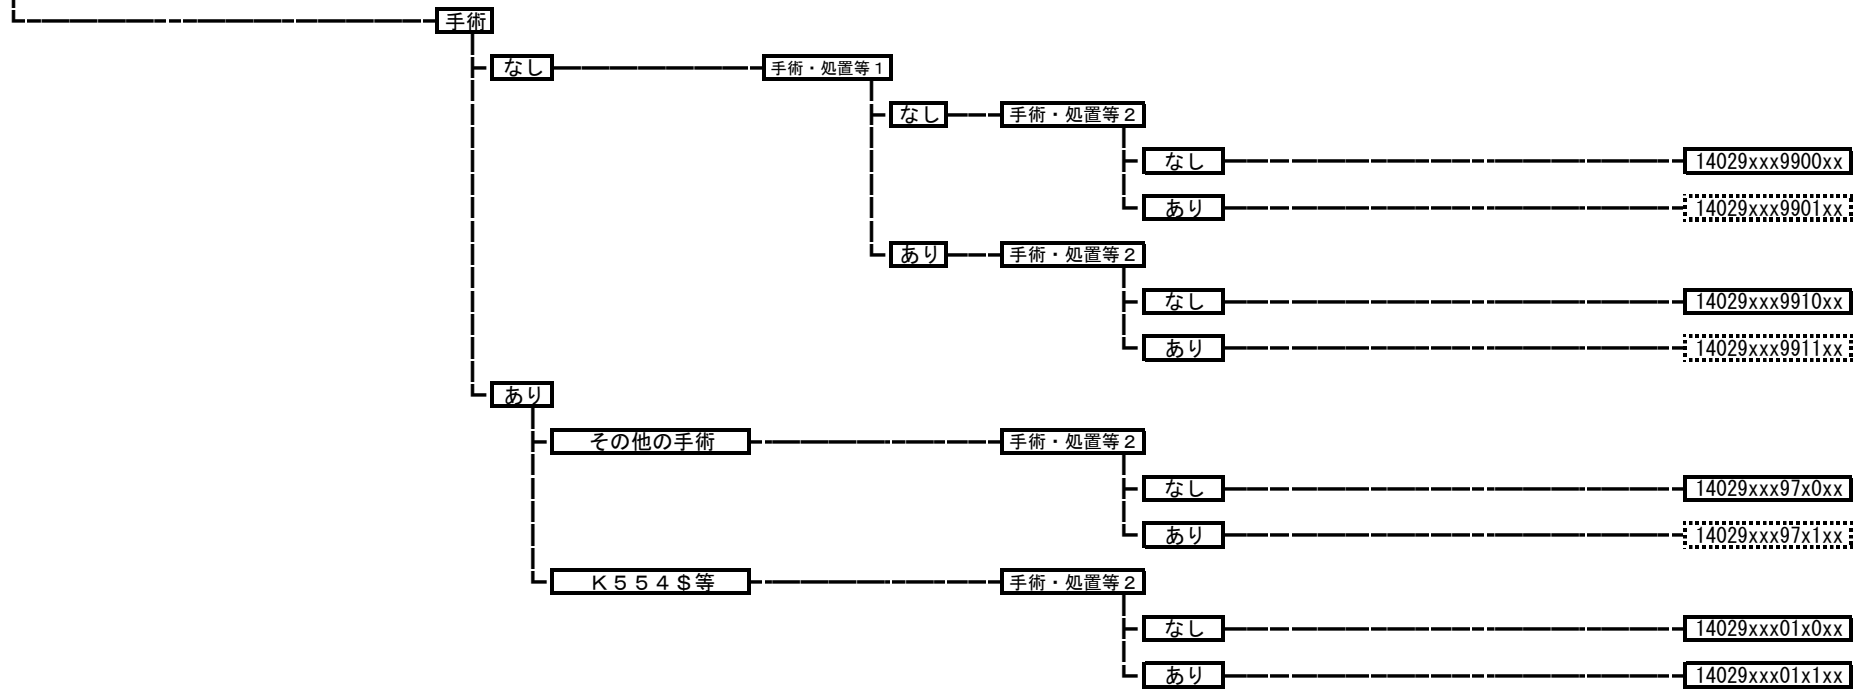 手術
なし 手術・処置等１
なし 手術・処置等２
なし 14029xxx9900xx
あり 14029xxx9901xx
あり 手術・処置等２
なし 14029xxx9910xx
あり 14029xxx9911xx
あり
その他の手術 手術・処置等２
なし 14029xxx97x0xx
あり 14029xxx97x1xx
Ｋ５５４＄等 手術・処置等２
なし 14029xxx01x0xx
あり 14029xxx01x1xx